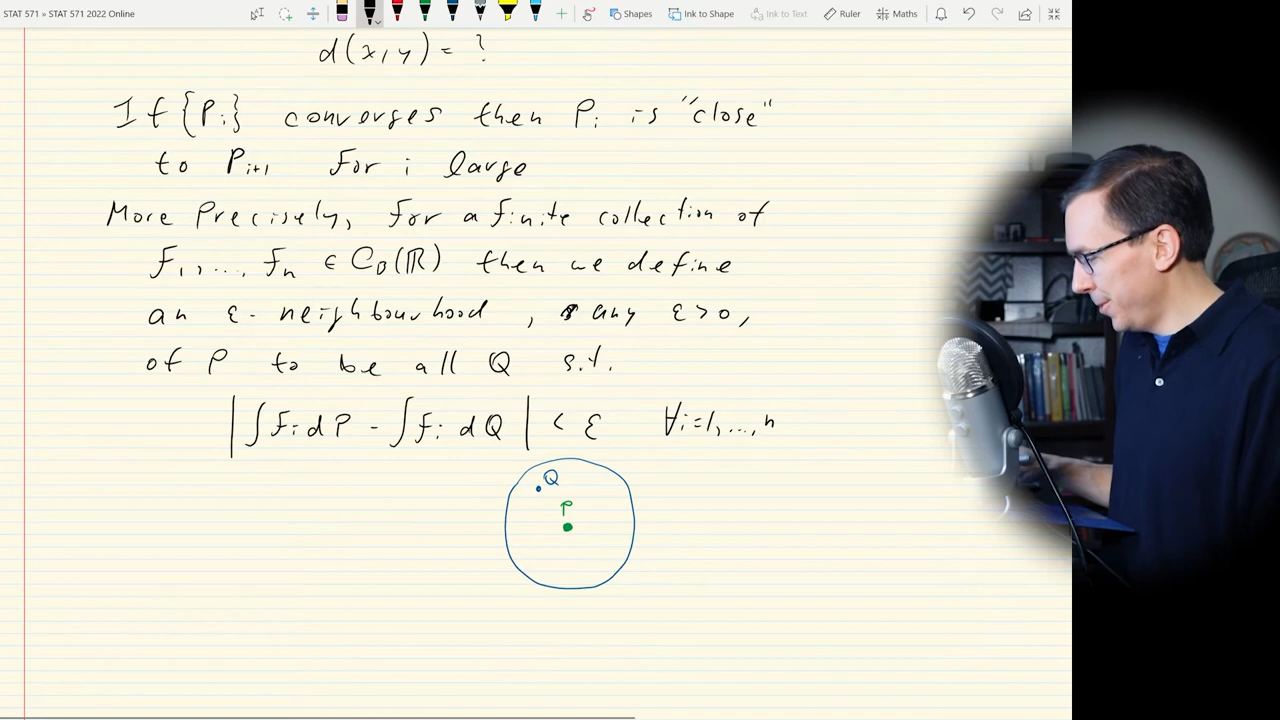 STAT 571 » STAT 571 2022 Online
Shapes Ink to Shape Ink to Text Ruler Maths
d(x,y) = ?
If {Pi} converges then Pi is "close"
to Pi+1 for i large
More Precisely, for a finite collection of
f1,..., fn ∈ C0(ℝ) then we define
an ε-neighbourhood, any ε>0,
of P to be all Q s.t.
|∫fi dP - ∫fi dQ| < ε ∀i=1,...,n
Q
P